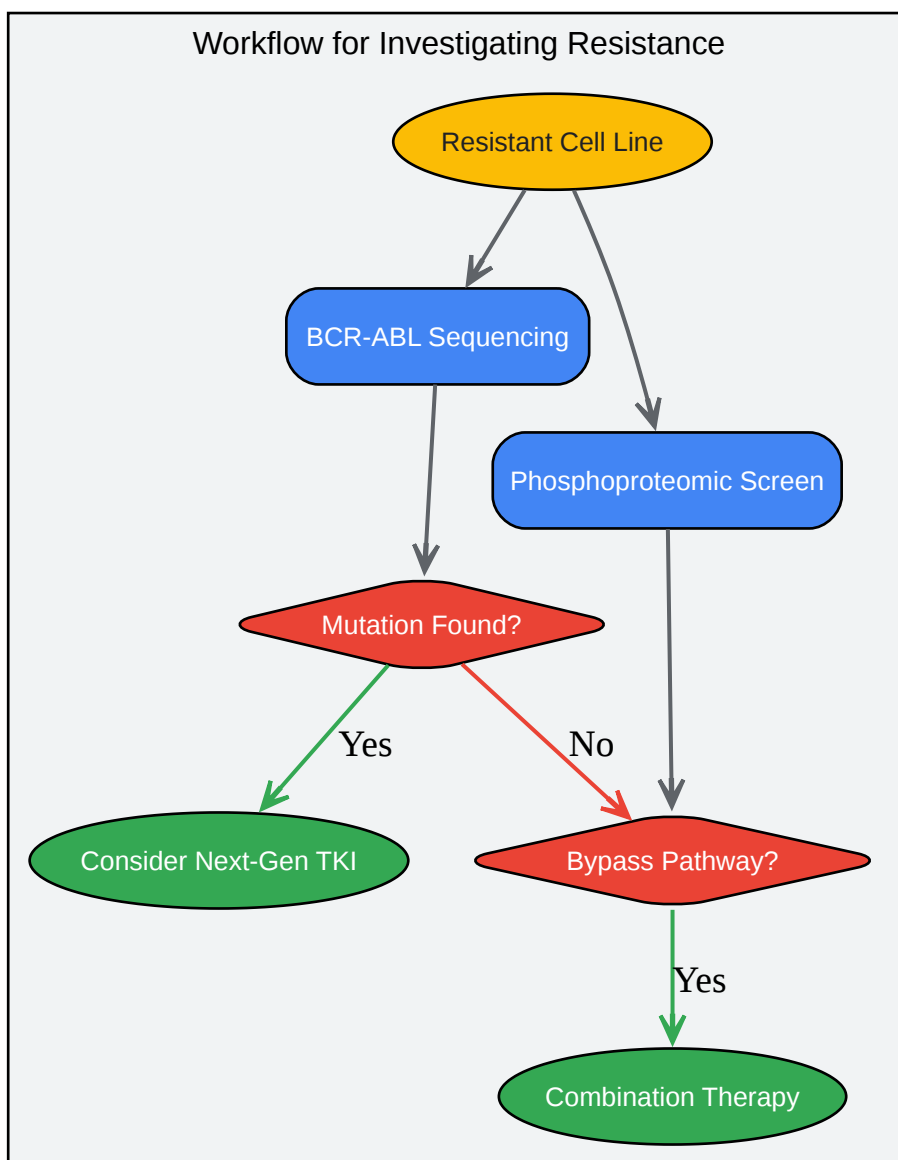 Workflow for Investigating Resistance
Resistant Cell Line
BCR-ABL Sequencing
Phosphoproteomic Screen
Mutation Found?
Yes
No
Consider Next-Gen TKI
Bypass Pathway?
Yes
Combination Therapy